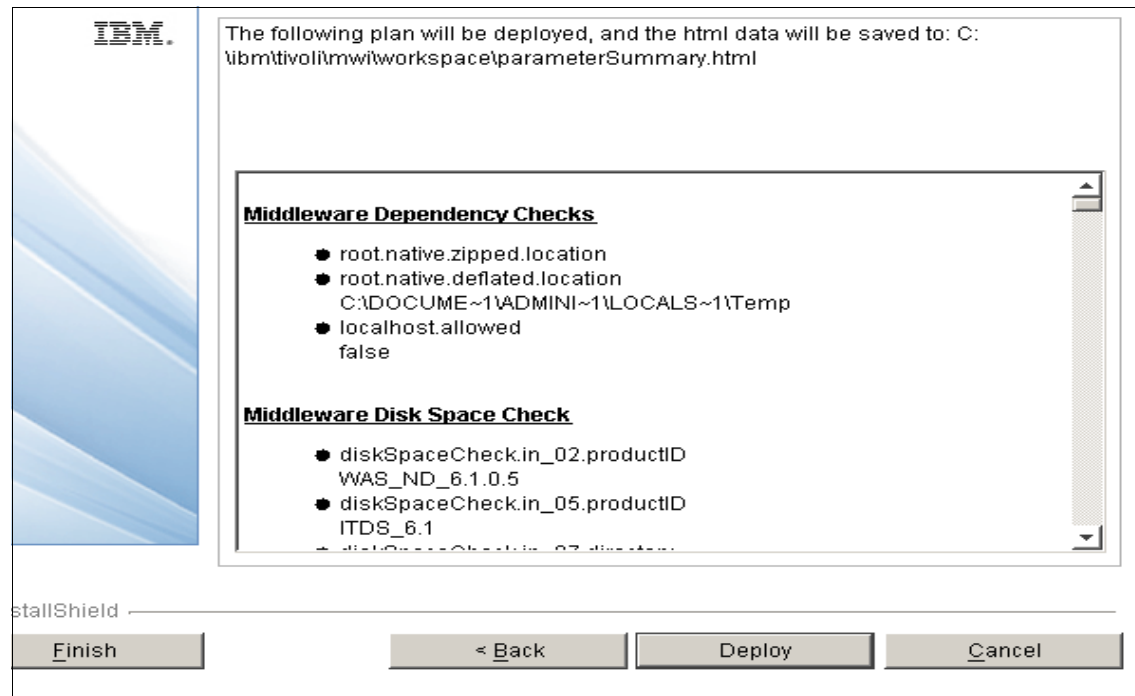 IBM.
The following plan will be deployed, and the html data will be saved to: C:
\ibm\tivoli\mwi\workspace\parameterSummary.html
Middleware Dependency Checks
root.native.zipped.location
root.native.deflated.location
C:\DOCUME~1\ADMINI~1\LOCALS~1\Temp
localhost.allowed
false
Middleware Disk Space Check
diskSpaceCheck.in_02.productID
WAS_ND_6.1.0.5
diskSpaceCheck.in_05.productID
ITDS_6.1
diskSpaceCheck.in_07.directory
stallShield
Finish
< Back
Deploy
Cancel